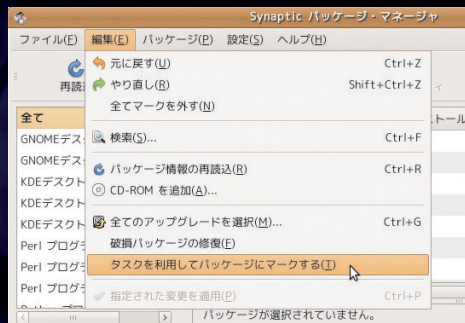 Synaptic パッケージ・マネージャ
ファイル(F) 編集(E) パッケージ(P) 設定(S) ヘルプ(H)
元に戻す(U) Ctrl+Z
やり直し(R) Shift+Ctrl+Z
全てマークを外す(N)
検索(S)... Ctrl+F
パッケージ情報の再読込(R) Ctrl+R
CD-ROM を追加(A)...
全てのアップグレードを選択(M)... Ctrl+G
破損パッケージの修復(F)
タスクを利用してパッケージにマークする(T)
指定された変更を適用(P) Ctrl+P
再読
全て
GNOMEデス
GNOMEデス
KDEデスクト
KDEデスクト
KDEデスクト
Perl プログ
Perl プログ
Perl プログ
トール
パッケージが選択されていません。